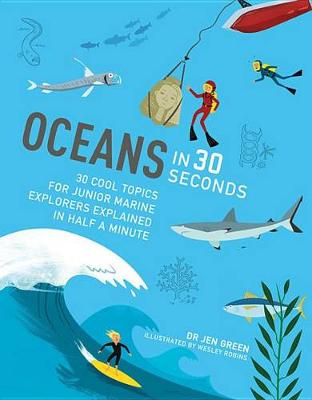 OCEANS
IN 30
SECONDS
30 COOL TOPICS
FOR JUNIOR MARINE
EXPLORERS EXPLAINED
IN HALF A MINUTE
DR JEN GREEN
ILLUSTRATED BY WESLEY ROBINS